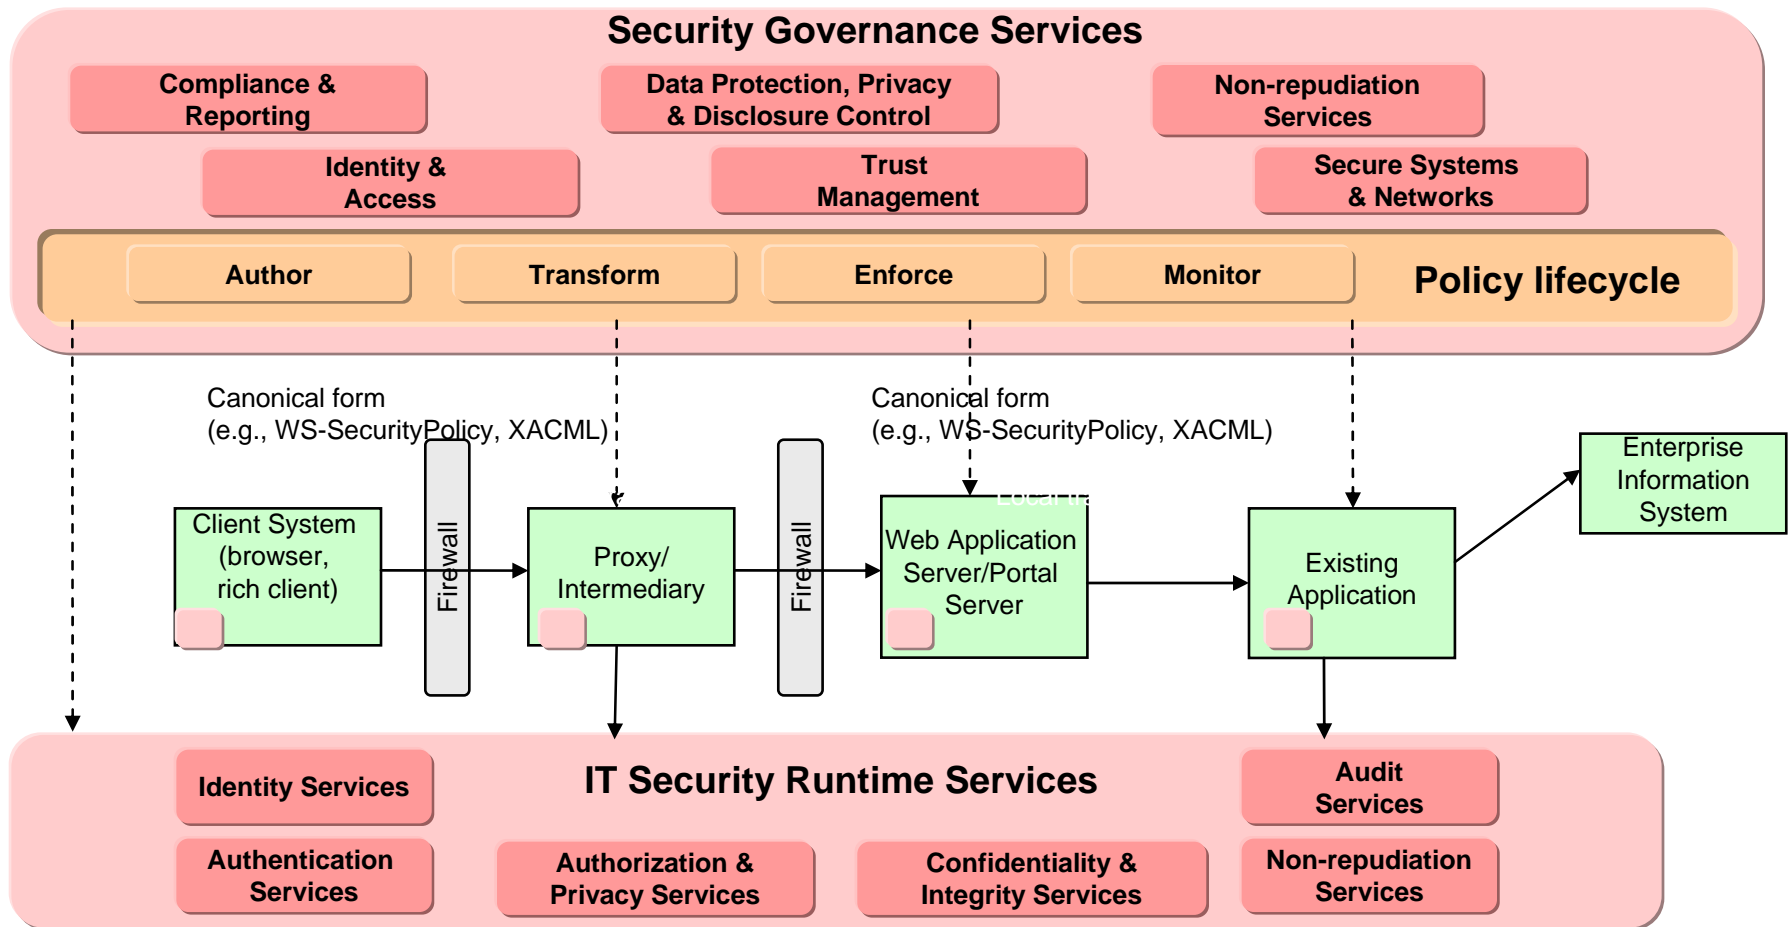 Security Governance Services
Compliance &
Reporting
Data Protection, Privacy
& Disclosure Control
Non-repudiation
Services
Identity &
Access
Trust
Management
Secure Systems
& Networks
Author
Transform
Enforce
Monitor
Policy lifecycle
Canonical form
(e.g., WS-SecurityPolicy, XACML)
Canonical form
(e.g., WS-SecurityPolicy, XACML)
Client System
(browser,
rich client)
Firewall
Proxy/
Intermediary
Firewall
Local
Web Application
Server/Portal
Server
Existing
Application
Enterprise
Information
System
IT Security Runtime Services
Identity Services
Authentication
Services
Authorization &
Privacy Services
Confidentiality &
Integrity Services
Audit
Services
Non-repudiation
Services